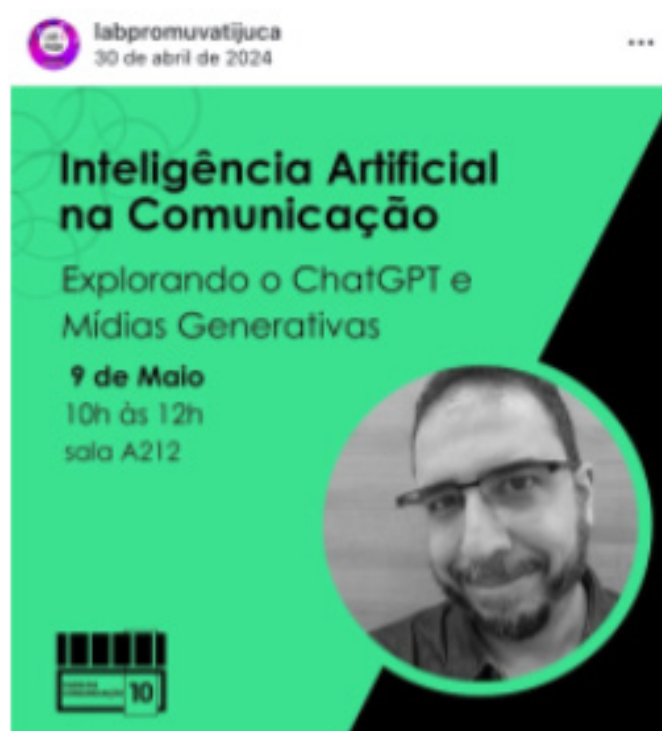 labpromuvatijuca
30 de abril de 2024
Inteligência Artificial
na Comunicação
Explorando o ChatGPT e
Mídias Generativas
9 de Maio
10h às 12h
sala A212
COMUNICAÇÃO
10